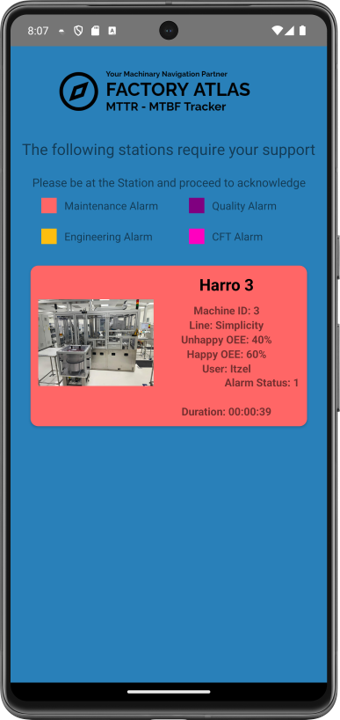 8:07
Your Machinary Navigation Partner
FACTORY ATLAS
MTTR - MTBF Tracker
The following stations require your support
Please be at the Station and proceed to acknowledge
Maintenance Alarm
Quality Alarm
Engineering Alarm
CFT Alarm
Harro 3
Machine ID: 3
Line: Simplicity
Unhappy OEE: 40%
Happy OEE: 60%
User: Itzel
Alarm Status: 1
Duration: 00:00:39